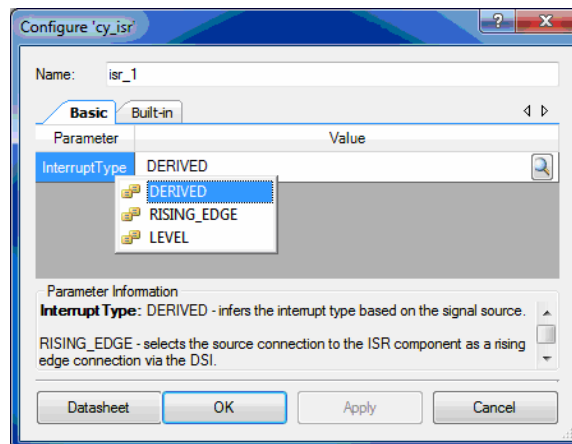 Configure 'cy_isr'
?
X
Name: isr_1
Basic Built-in
Parameter Value
InterruptType DERIVED
DERIVED
RISING_EDGE
LEVEL
Parameter Information
InterruptType: DERIVED - infers the interrupt type based on the signal source.
RISING_EDGE - selects the source connection to the ISR component as a rising
edge connection via the DSI.
Datasheet OK Apply Cancel